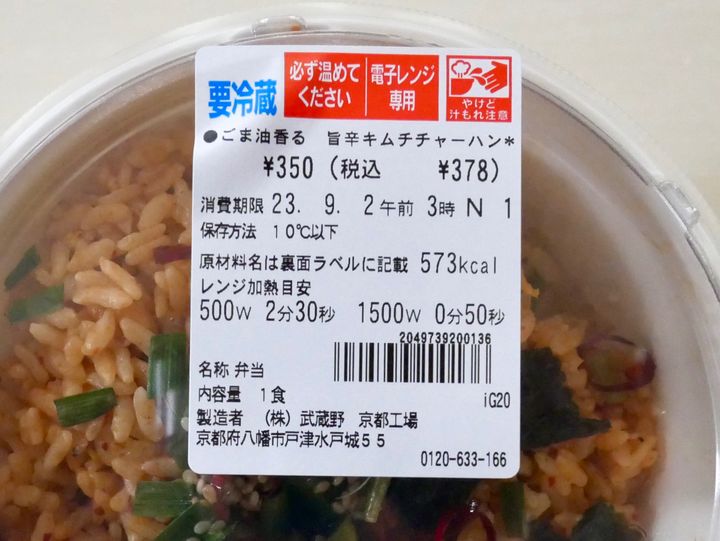 要冷蔵
必ず温めて
ください
電子レンジ
専用
やけど
汁もれ注意
●ごま油香る 旨辛キムチチャーハン*
¥350 (税込 ¥378)
消費期限 23. 9. 2午前 3時 N 1
保存方法 10℃以下
原材料名は裏面ラベルに記載 573kcal
レンジ加熱目安
500W 2分30秒 1500W 0分50秒
2049739200136
名称 弁当
内容量 1食
iG20
製造者 (株)武蔵野 京都工場
京都府八幡市戸津水戸城55
0120-633-166